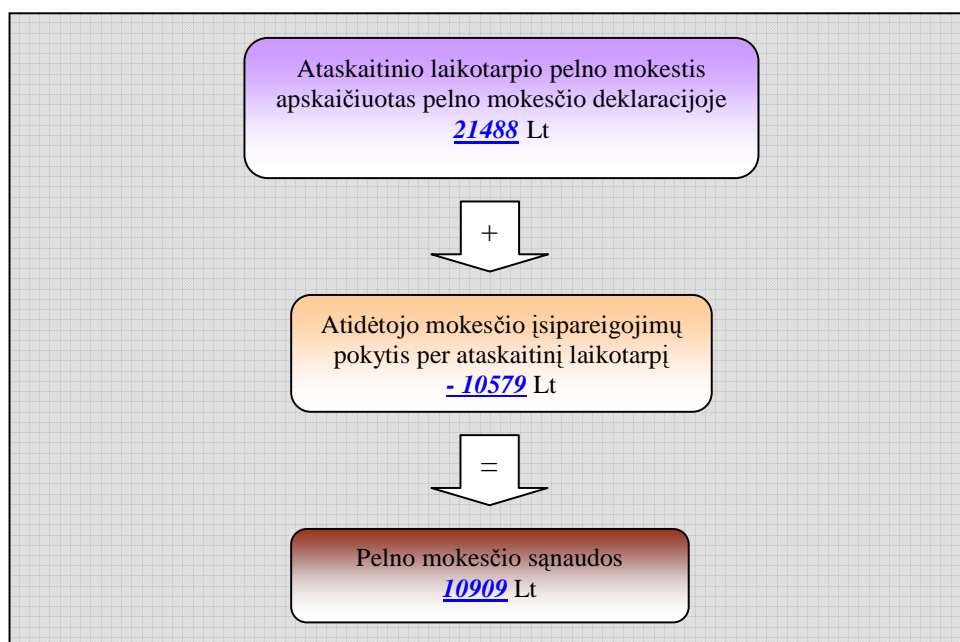 Ataskaitinio laikotarpio pelno mokestis
apskaičiuotas pelno mokesčio deklaracijoje
21488 Lt
+
Atidėtojo mokesčio įsipareigojimų
pokytis per ataskaitinį laikotarpį
- 10579 Lt
=
Pelno mokesčio sąnaudos
10909 Lt